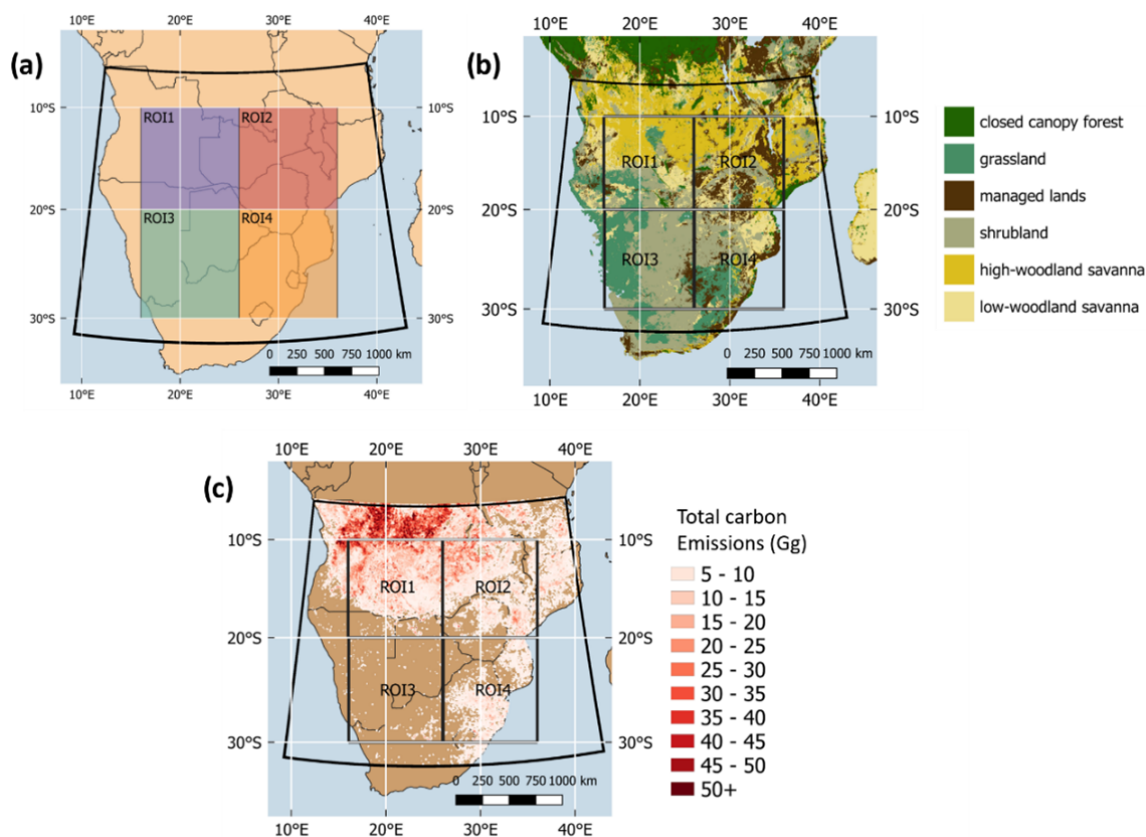 10°E 20°E 30°E 40°E
(a)
ROI1 ROI2
10°S 10°S
20°S 20°S
ROI3 ROI4
30°S 30°S
0 250 500 750 1000 km
10°E 20°E 30°E 40°E
10°E 20°E 30°E 40°E
(b)
10°S 10°S
ROI1 ROI2
20°S 20°S
ROI3 ROI4
30°S 30°S
0 250 500 750 1000 km
10°E 20°E 30°E 40°E
closed canopy forest
grassland
managed lands
shrubland
high-woodland savanna
low-woodland savanna
10°E 20°E 30°E 40°E
(c)
10°S 10°S
ROI1 ROI2
20°S 20°S
ROI3 ROI4
30°S 30°S
0 250 500 750 1000 km
10°E 20°E 30°E 40°E
Total carbon
Emissions (Gg)
5 - 10
10 - 15
15 - 20
20 - 25
25 - 30
30 - 35
35 - 40
40 - 45
45 - 50
50+